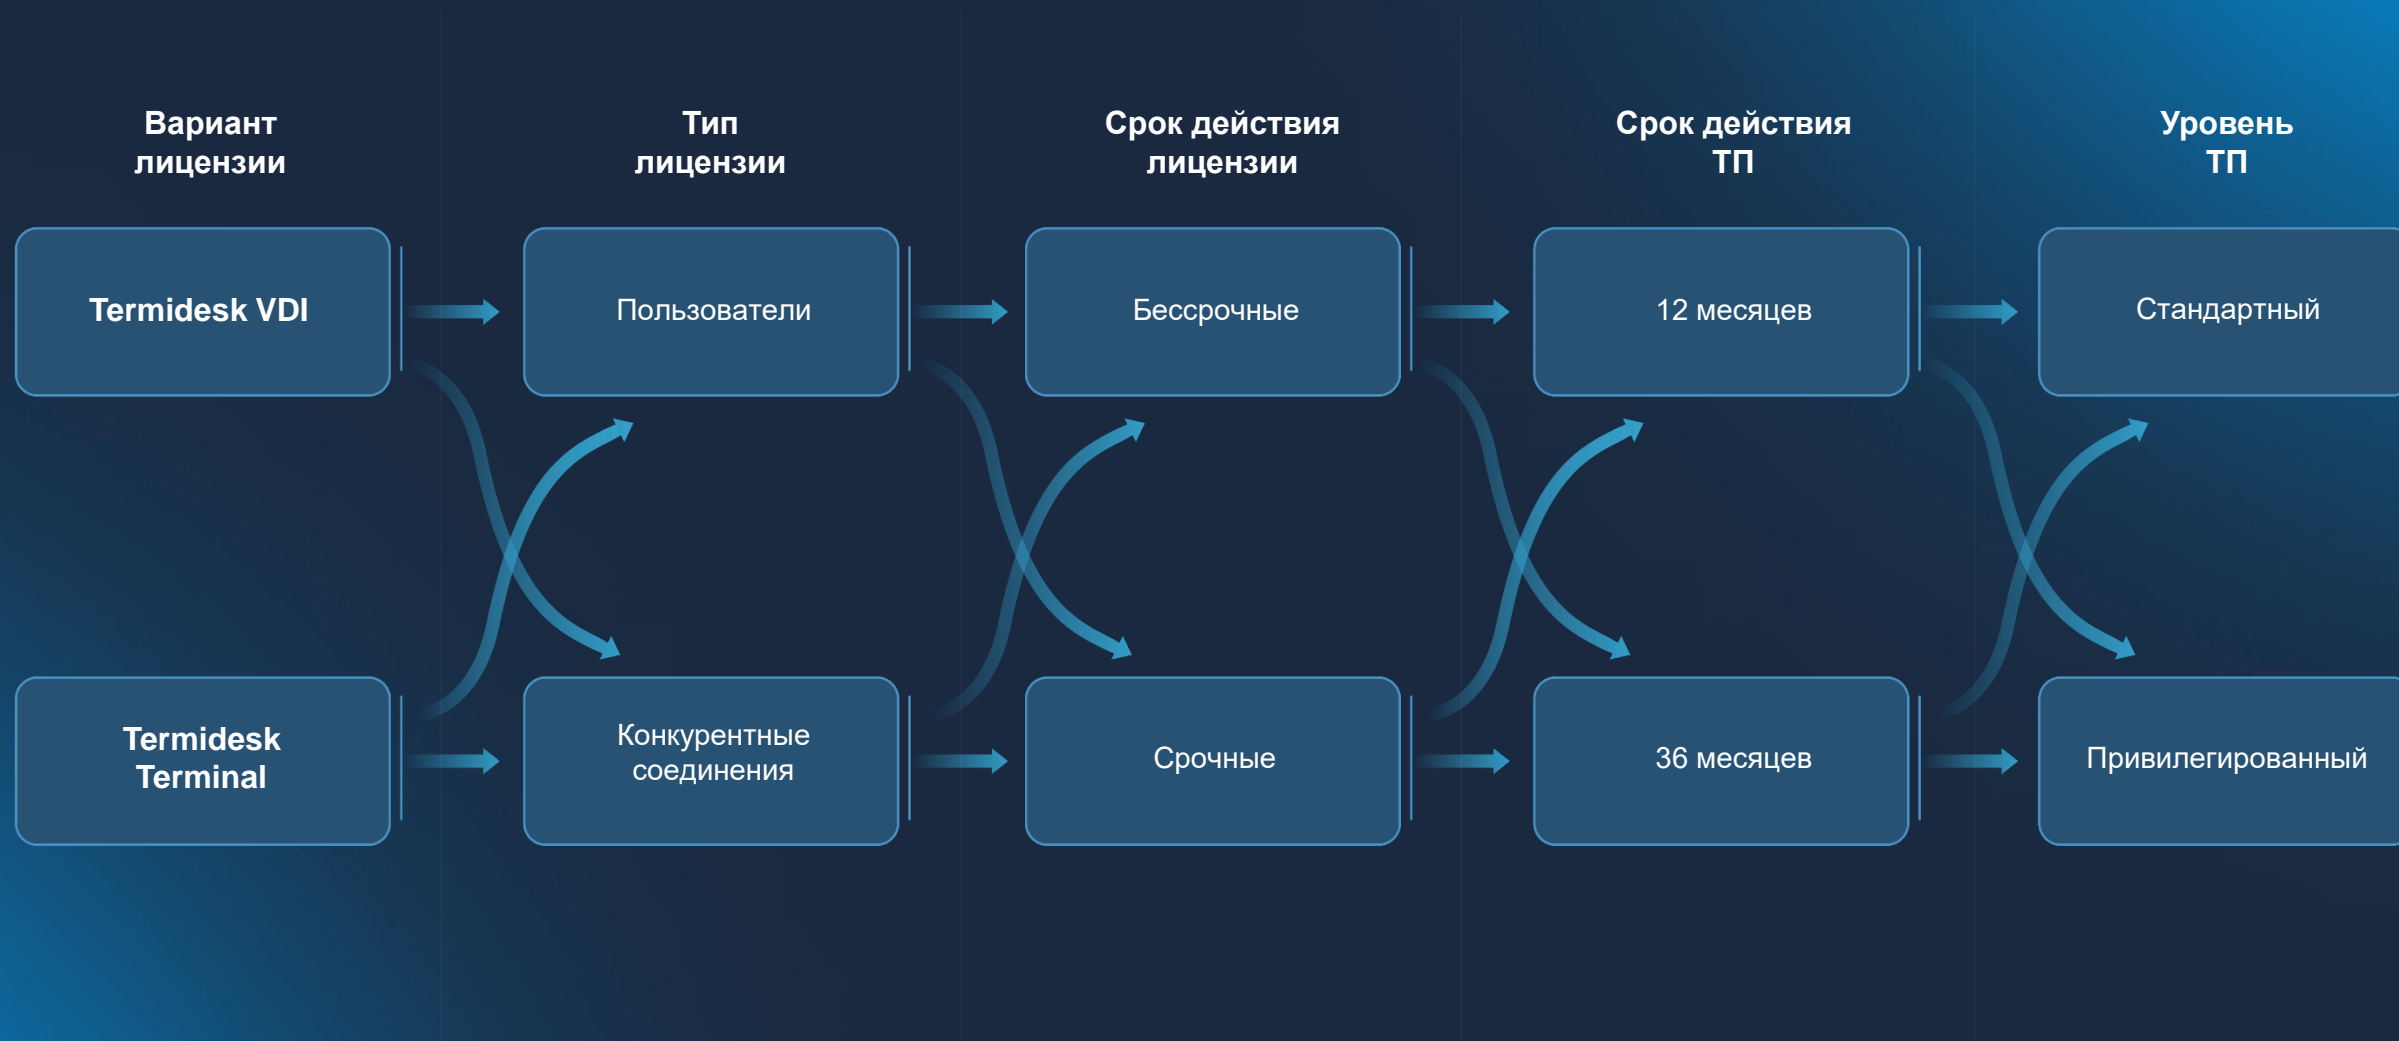 Вариант
лицензии
Тип
лицензии
Срок действия
лицензии
Срок действия
ТП
Уровень
ТП
Termidesk VDI
Пользователи
Бессрочные
12 месяцев
Стандартный
Termidesk
Terminal
Конкурентные
соединения
Срочные
36 месяцев
Привилегированный